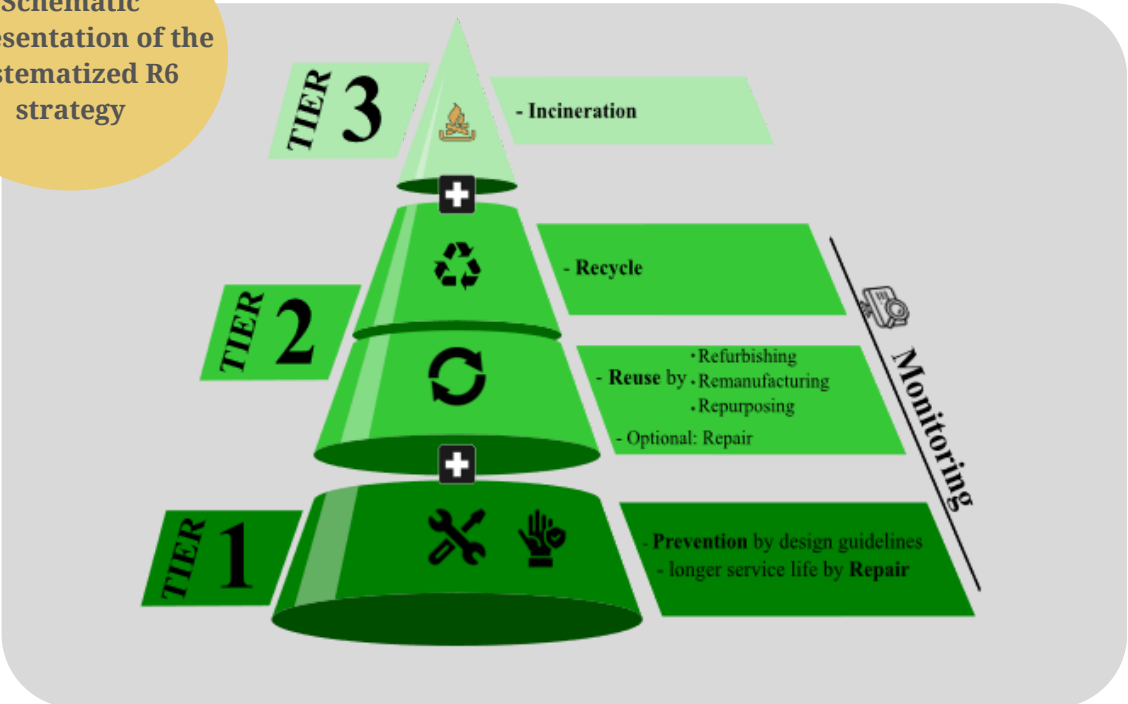 Schematic
esentation of the
stematized R6
strategy
TIER 3
- Incineration
- Recycle
TIER 2
- Reuse by
• Refurbishing
• Remanufacturing
• Repurposing
- Optional: Repair
Monitoring
TIER 1
- Prevention by design guidelines
- longer service life by Repair